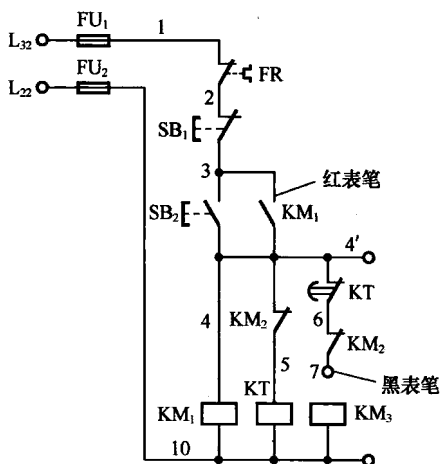 FU₁
1
L₃₂
FU₂
L₂₂
FR
2
SB₁
3
红表笔
SB₂
KM₁
4'
KT
4
KM₂
6
KM₂
5
7
黑表笔
KM₁
KT
KM₃
10